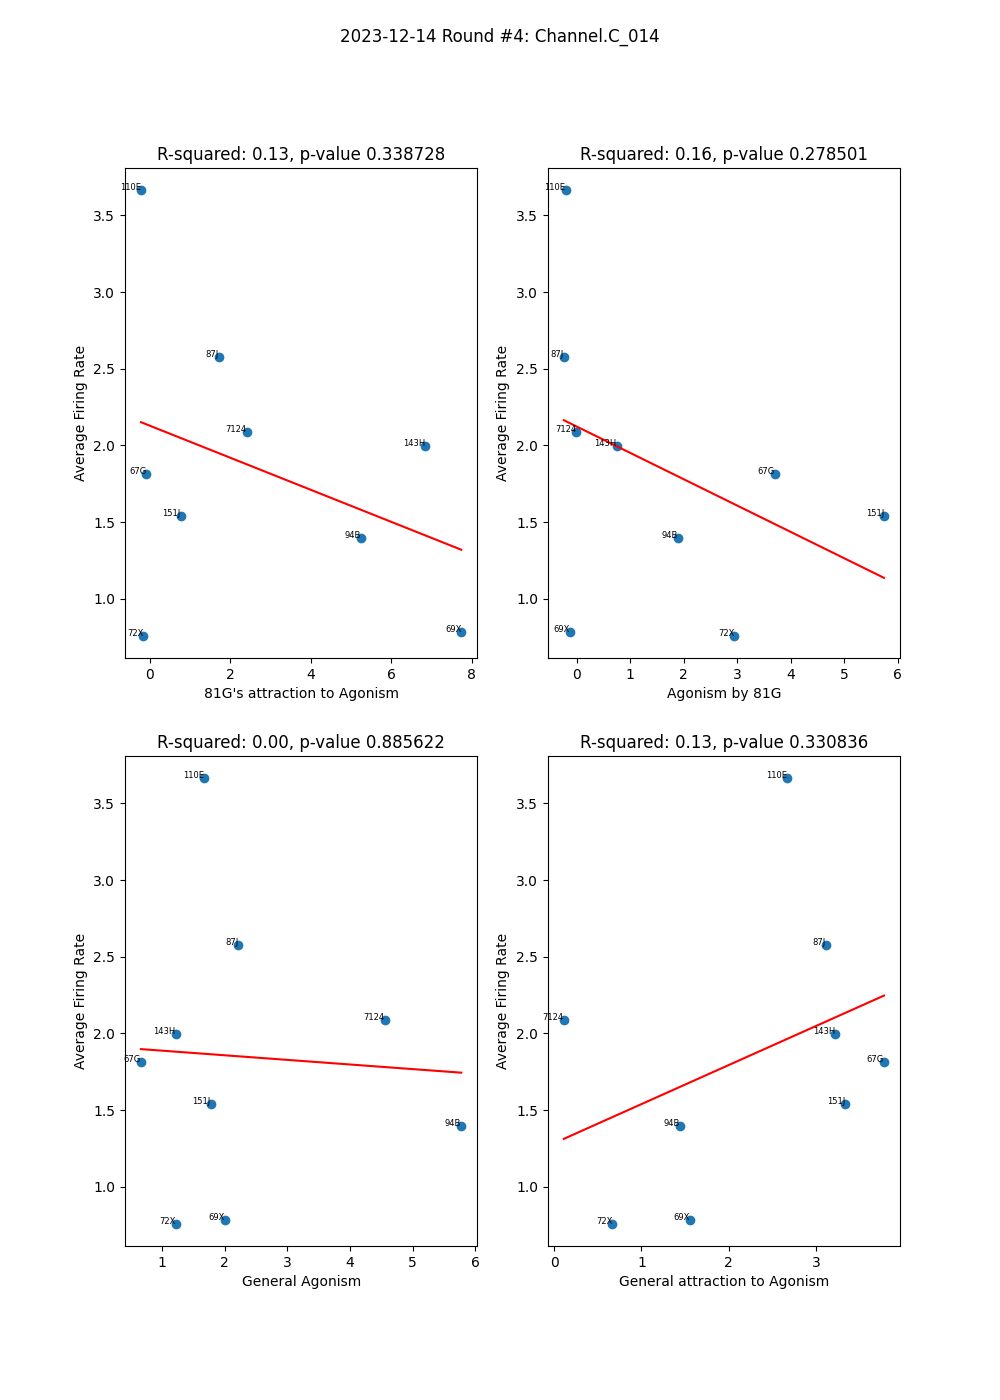 2023-12-14 Round #4: Channel.C_014
R-squared: 0.13, p-value 0.338728
110E
87J
7124
143H
67G
151J
94B
72X
69X
3.5
3.0
2.5
2.0
1.5
1.0
Average Firing Rate
0 2 4 6 8
81G's attraction to Agonism
R-squared: 0.16, p-value 0.278501
110E
87J
7124
143H
67G
151J
94B
69X
72X
3.5
3.0
2.5
2.0
1.5
1.0
Average Firing Rate
0 1 2 3 4 5 6
Agonism by 81G
R-squared: 0.00, p-value 0.885622
110E
87J
7124
143H
67G
151J
94B
72X
69X
3.5
3.0
2.5
2.0
1.5
1.0
Average Firing Rate
1 2 3 4 5 6
General Agonism
R-squared: 0.13, p-value 0.330836
110E
87J
7124
143H
67G
151J
94B
72X
69X
3.5
3.0
2.5
2.0
1.5
1.0
Average Firing Rate
0 1 2 3
General attraction to Agonism